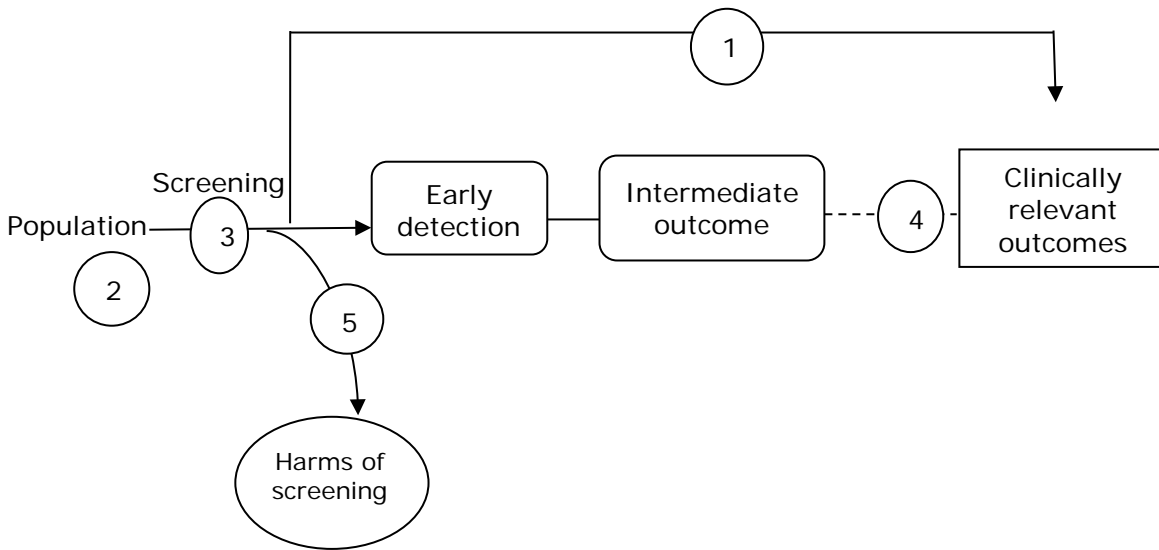 1
Screening
Population
2
3
Early
detection
Intermediate
outcome
4
Clinically
relevant
outcomes
5
Harms of
screening